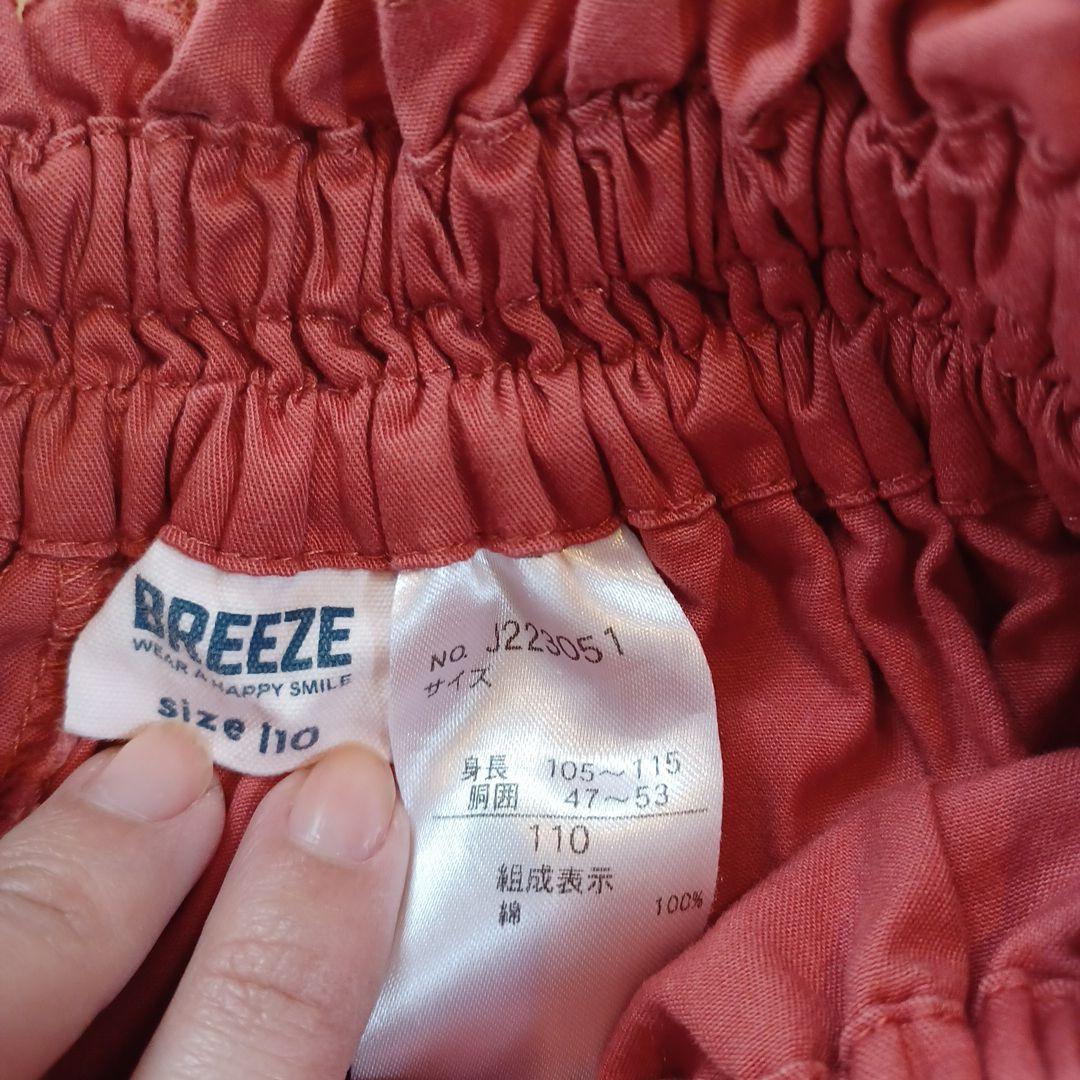 BREEZE
WEAR A HAPPY SMILE
size 110
NO. J223051
サイズ
身長 105～115
胴囲 47～53
110
組成表示
綿 100%